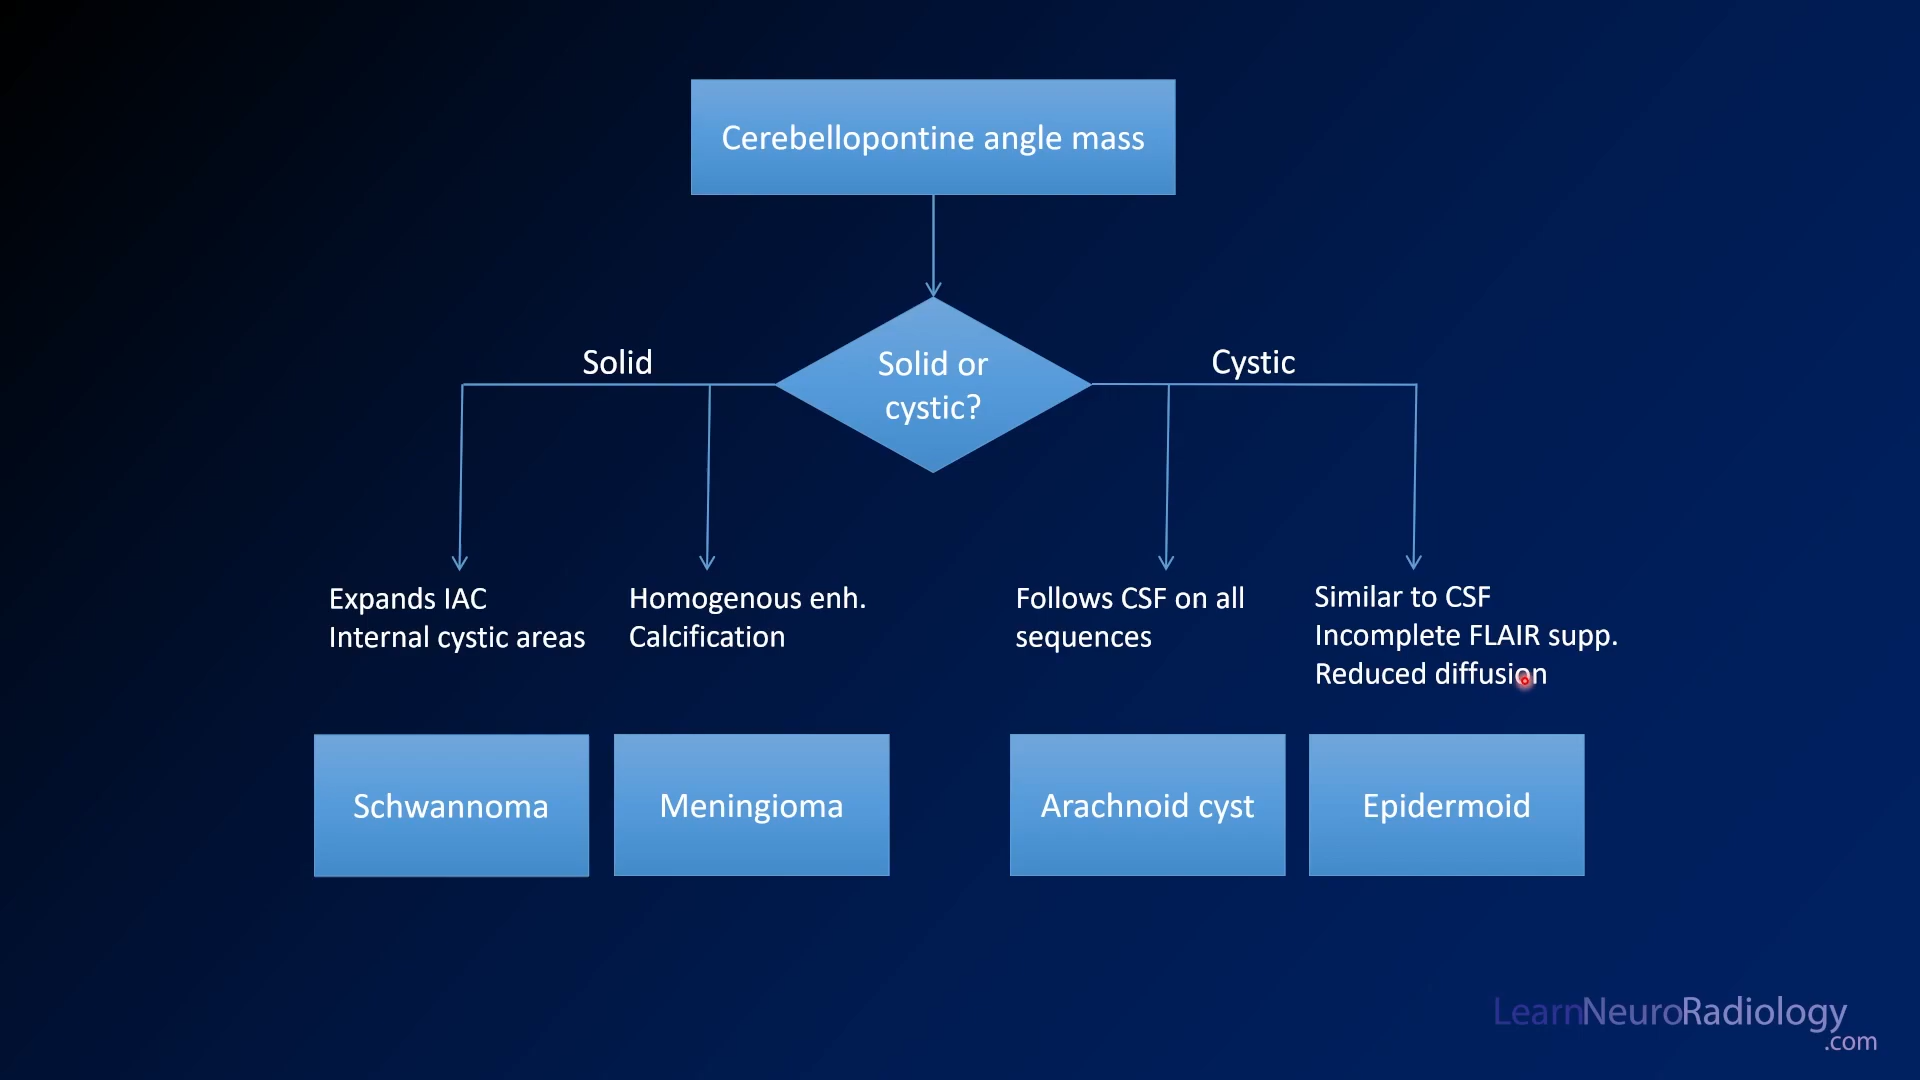 Cerebellopontine angle mass
Solid or
cystic?
Solid
Cystic
Expands IAC
Internal cystic areas
Homogenous enh.
Calcification
Follows CSF on all
sequences
Similar to CSF
Incomplete FLAIR supp.
Reduced diffusion
Schwannoma
Meningioma
Arachnoid cyst
Epidermoid
LearnNeuroRadiology
.com